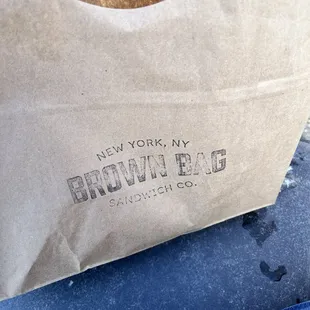 NEW YORK, NY
BROWN BAG
SANDWICH CO.